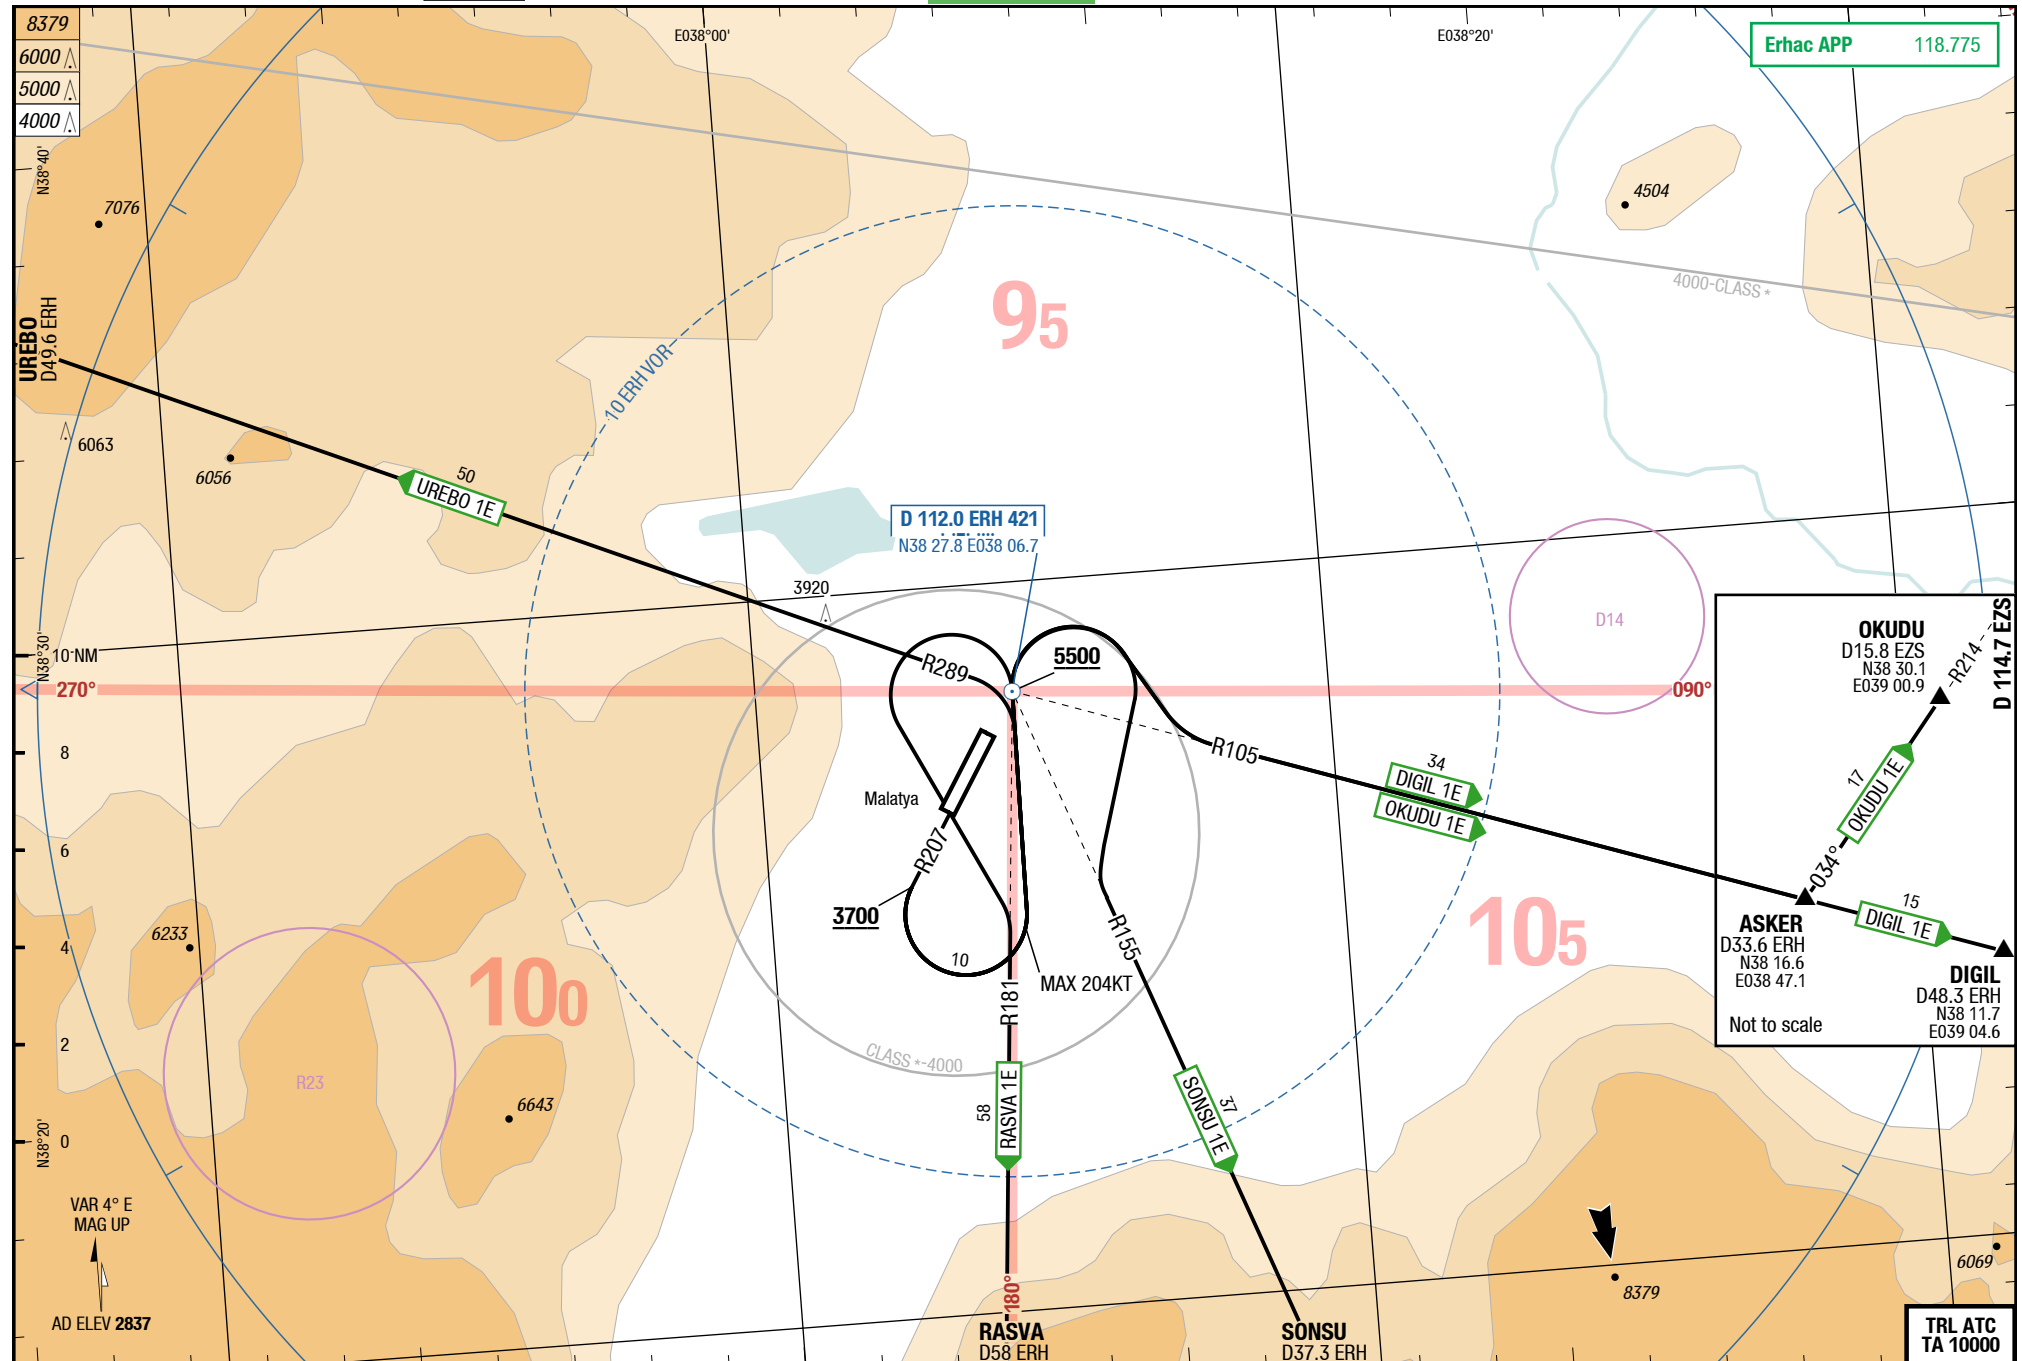 8379
6000
5000
4000
E038°00'
E038°20'
Erhac APP 118.775
N38°40'
7076
4504
4000-CLASS *
95
UREBO
D49.6 ERH
10 ERH VOR
6063
6056
50
UREBO 1E
D 112.0 ERH 421
N38 27.8 E038 06.7
3920
D14
N38°30'
10 NM
270°
R289
5500
090°
R105
OKUDU
D15.8 EZS
N38 30.1
E039 00.9
R214
D 114.7 EZS
8
Malatya
34
DIGIL 1E
OKUDU 1E
17
OKUDU 1E
6
R207
034°
3700
15
DIGIL 1E
ASKER
D33.6 ERH
N38 16.6
E038 47.1
DIGIL
D48.3 ERH
N38 11.7
E039 04.6
Not to scale
6233
4
10
R155
105
100
R181
MAX 204KT
2
CLASS *-4000
R23
6643
58
RASVA 1E
37
SONSU 1E
N38°20'
0
VAR 4° E
MAG UP
8379
6069
AD ELEV 2837
180°
RASVA
D58 ERH
SONSU
D37.3 ERH
TRL ATC
TA 10000